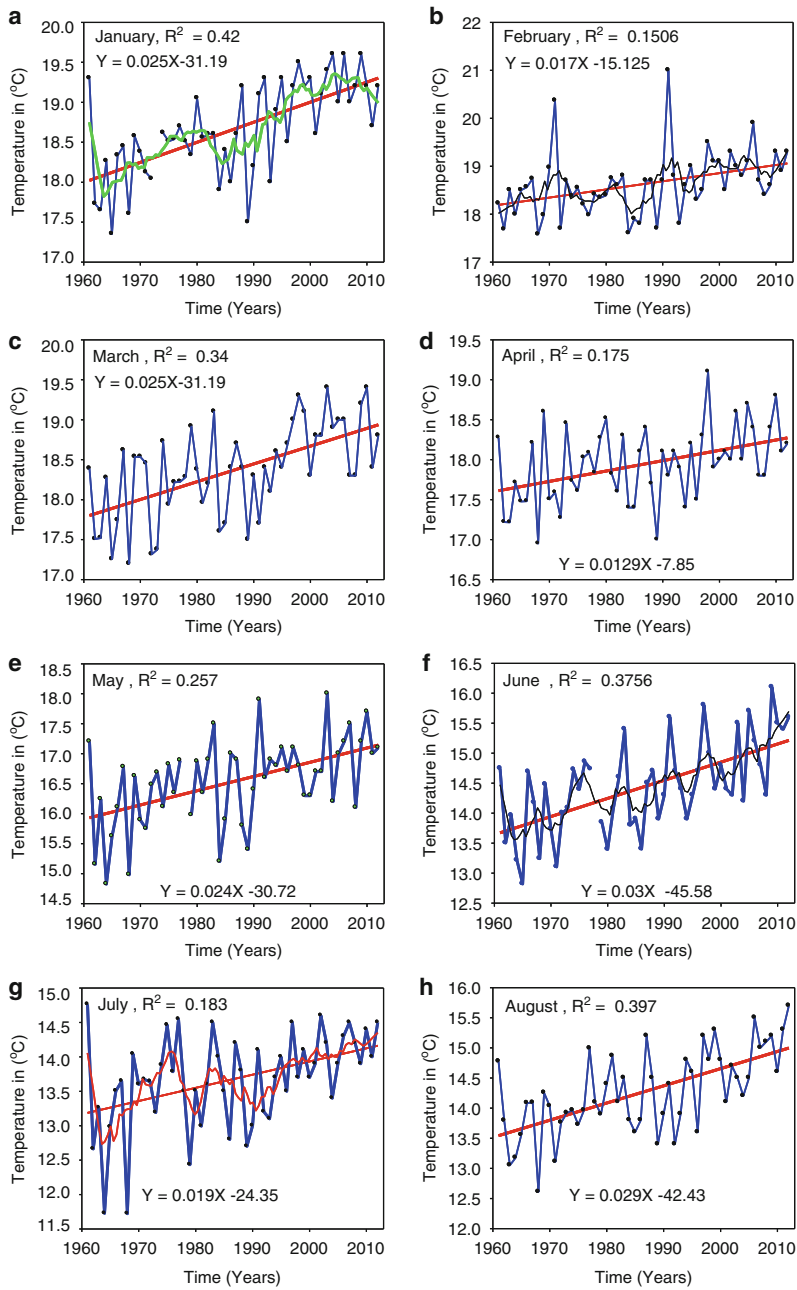 a
January, R² = 0.42
Y = 0.025X-31.19
Temperature in (°C)
20.0
19.5
19.0
18.5
18.0
17.5
17.0
1960 1970 1980 1990 2000 2010
Time (Years)
b
February , R² = 0.1506
Y = 0.017X -15.125
Temperature in (°C)
22
21
20
19
18
17
1960 1970 1980 1990 2000 2010
Time (Years)
c
March , R² = 0.34
Y = 0.025X-31.19
Temperature in (°C)
20.0
19.5
19.0
18.5
18.0
17.5
17.0
1960 1970 1980 1990 2000 2010
Time (Years)
d
April , R² = 0.175
Y = 0.0129X -7.85
Temperature in (°C)
19.5
19.0
18.5
18.0
17.5
17.0
16.5
1960 1970 1980 1990 2000 2010
Time (Years)
e
May , R² = 0.257
Y = 0.024X -30.72
Temperature in (°C)
18.5
18.0
17.5
17.0
16.5
16.0
15.5
15.0
14.5
1960 1970 1980 1990 2000 2010
Time (Years)
f
June , R² = 0.3756
Y = 0.03X -45.58
Temperature in (°C)
16.5
16.0
15.5
15.0
14.5
14.0
13.5
13.0
12.5
1960 1970 1980 1990 2000 2010
Time (Years)
g
July , R² = 0.183
Y = 0.019X -24.35
Temperature in (°C)
15.0
14.5
14.0
13.5
13.0
12.5
12.0
11.5
1960 1970 1980 1990 2000 2010
Time (Years)
h
August , R² = 0.397
Y = 0.029X -42.43
Temperature in (°C)
16.0
15.5
15.0
14.5
14.0
13.5
13.0
12.5
12.0
1960 1970 1980 1990 2000 2010
Time (Years)